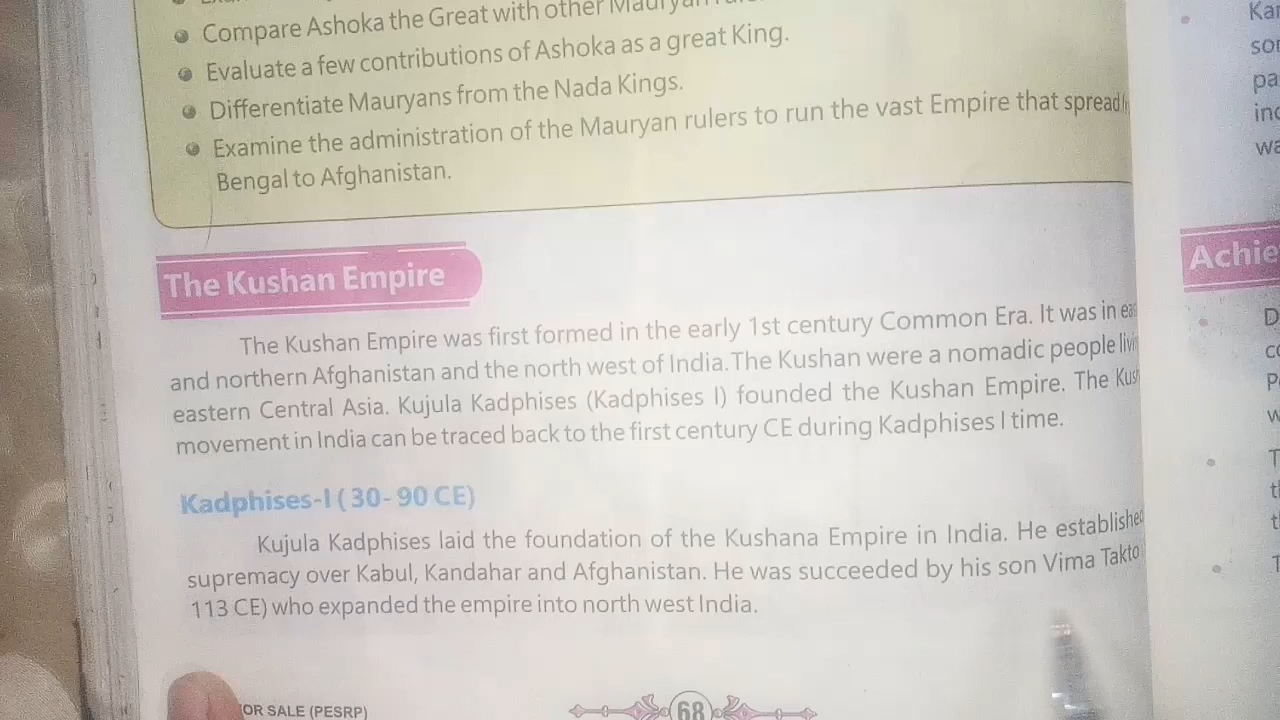 Compare Ashoka the Great with other Mauryan
Evaluate a few contributions of Ashoka as a great King.
Differentiate Mauryans from the Nada Kings.
Examine the administration of the Mauryan rulers to run the vast Empire that spread
Bengal to Afghanistan.
The Kushan Empire
The Kushan Empire was first formed in the early 1st century Common Era. It was in
and northern Afghanistan and the north west of India. The Kushan were a nomadic people
eastern Central Asia. Kujula Kadphises (Kadphises I) founded the Kushan Empire. The
movement in India can be traced back to the first century CE during Kadphises I time.
Kadphises-I ( 30- 90 CE)
Kujula Kadphises laid the foundation of the Kushana Empire in India. He established
supremacy over Kabul, Kandahar and Afghanistan. He was succeeded by his son Vima Takto
113 CE) who expanded the empire into north west India.
OR SALE (PESRP)
68
Achie